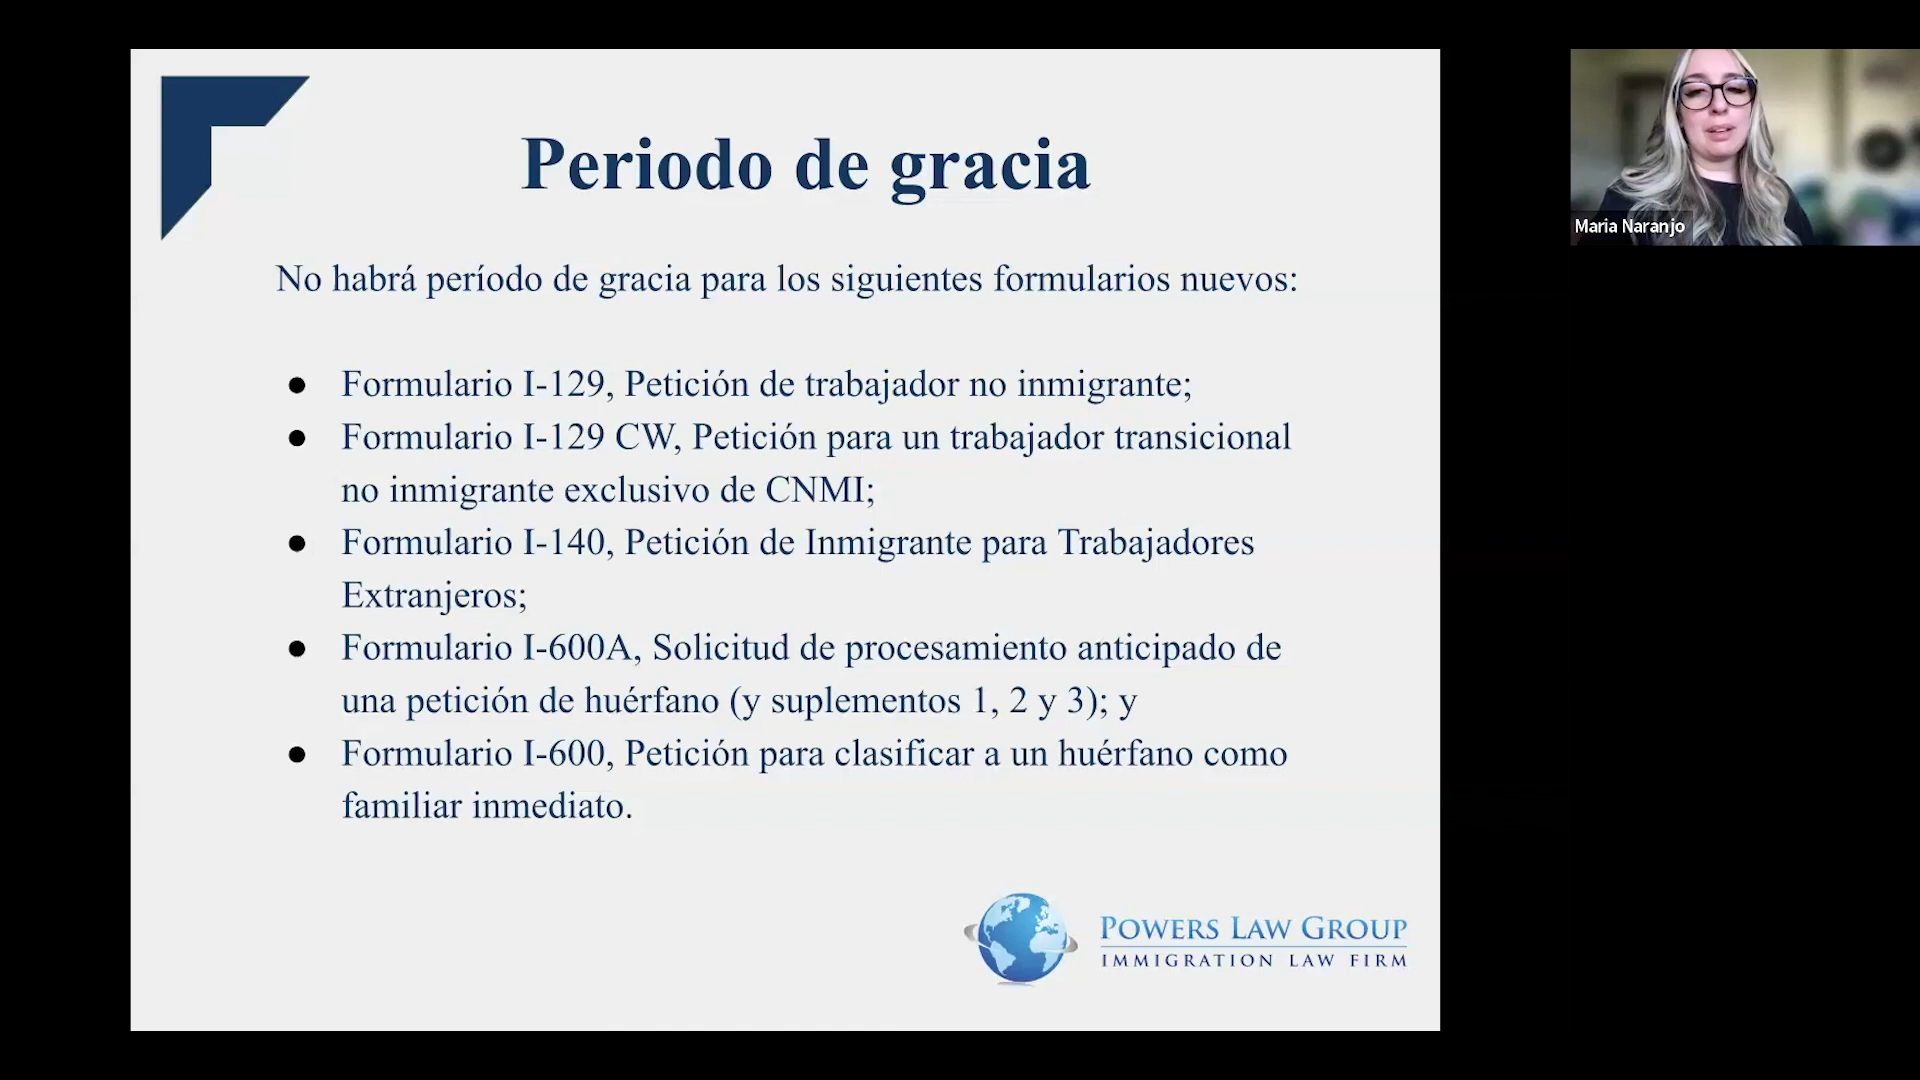 Periodo de gracia
No habrá período de gracia para los siguientes formularios nuevos:
● Formulario I-129, Petición de trabajador no inmigrante;
● Formulario I-129 CW, Petición para un trabajador transicional
no inmigrante exclusivo de CNMI;
● Formulario I-140, Petición de Inmigrante para Trabajadores
Extranjeros;
● Formulario I-600A, Solicitud de procesamiento anticipado de
una petición de huérfano (y suplementos 1, 2 y 3); y
● Formulario I-600, Petición para clasificar a un huérfano como
familiar inmediato.
POWERS LAW GROUP
IMMIGRATION LAW FIRM
Maria Naranjo